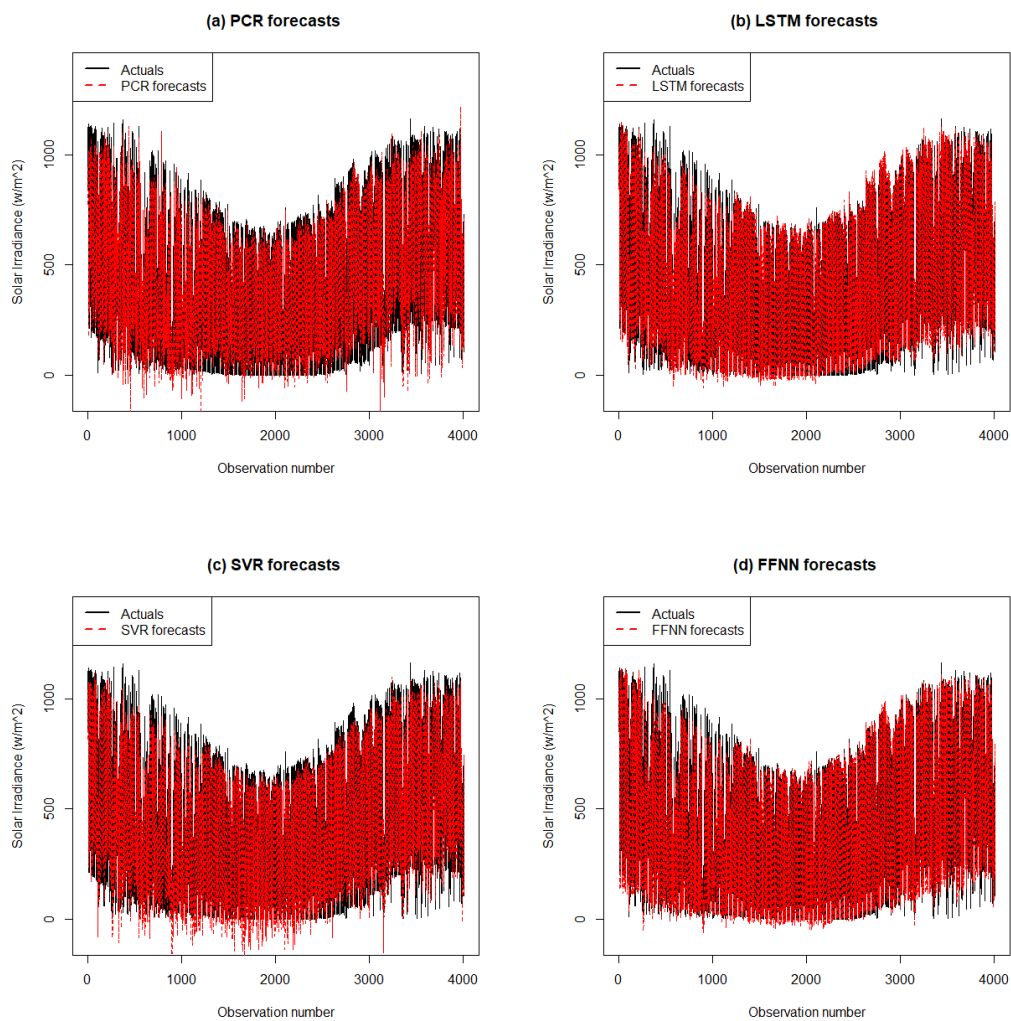 (a) PCR forecasts
Actuals
PCR forecasts
Solar Irradiance (w/m^2)
0
500
1000
0
1000
2000
3000
4000
Observation number
(b) LSTM forecasts
Actuals
LSTM forecasts
Solar Irradiance (w/m^2)
0
500
1000
0
1000
2000
3000
4000
Observation number
(c) SVR forecasts
Actuals
SVR forecasts
Solar Irradiance (w/m^2)
0
500
1000
0
1000
2000
3000
4000
Observation number
(d) FFNN forecasts
Actuals
FFNN forecasts
Solar Irradiance (w/m^2)
0
500
1000
0
1000
2000
3000
4000
Observation number